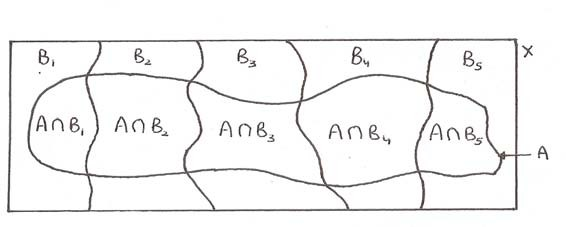 B₁ B₂ B₃ B₄ B₅ X
A∩B₁ A∩B₂ A∩B₃ A∩B₄ A∩B₅
A